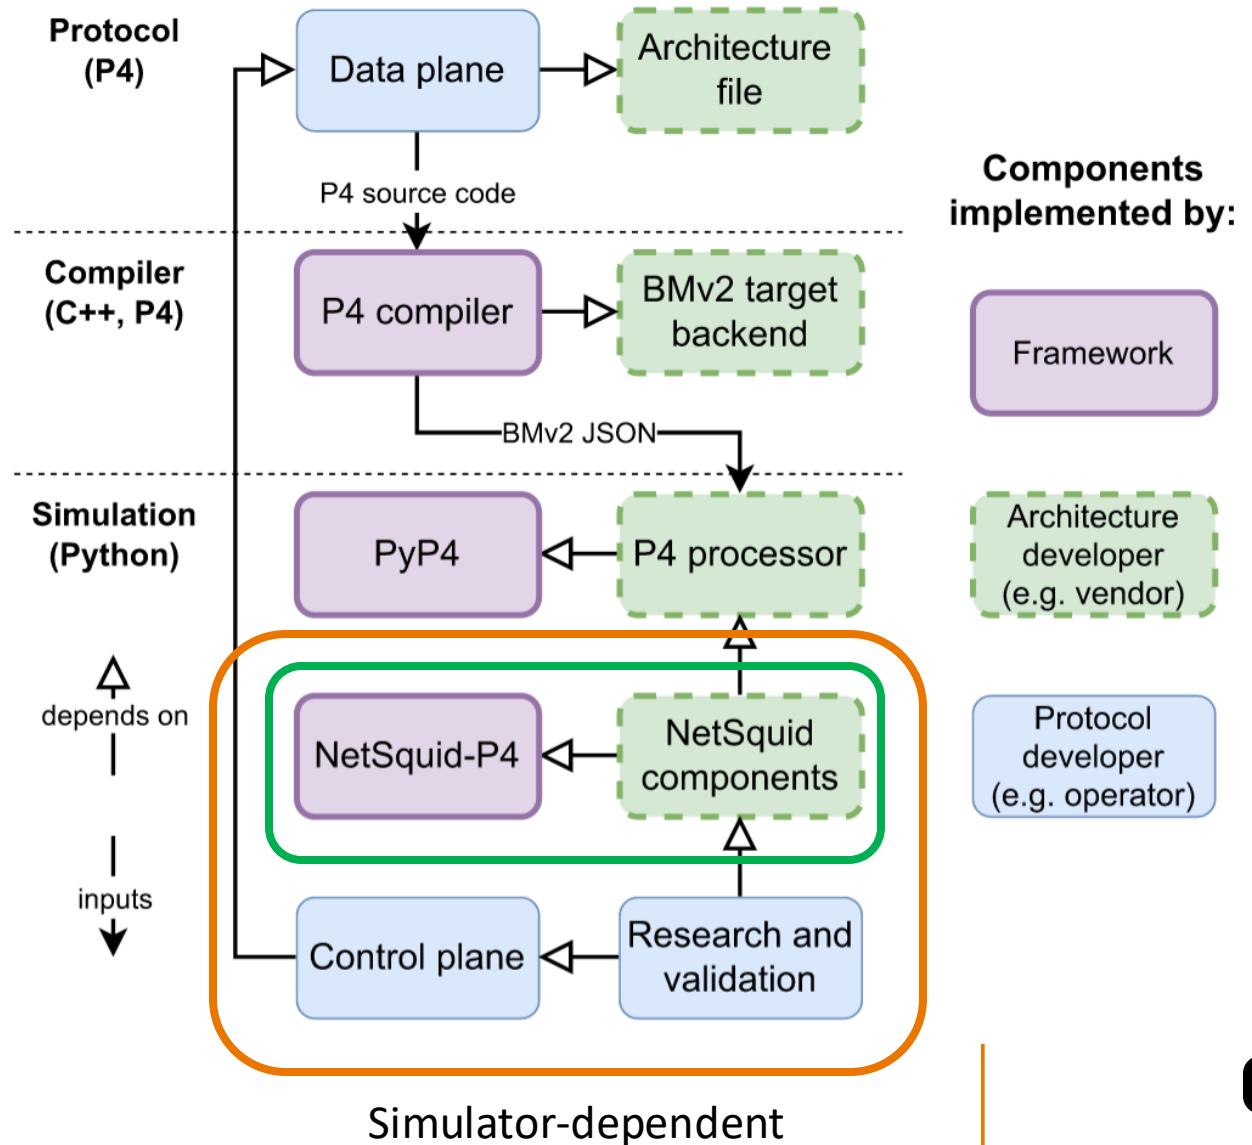 Protocol
(P4)
Data plane
Architecture
file
P4 source code
Components
implemented by:
Compiler
(C++, P4)
P4 compiler
BMv2 target
backend
Framework
BMv2 JSON
Simulation
(Python)
PyP4
P4 processor
Architecture
developer
(e.g. vendor)
depends on
NetSquid-P4
NetSquid
components
Protocol
developer
(e.g. operator)
inputs
Control plane
Research and
validation
Simulator-dependent